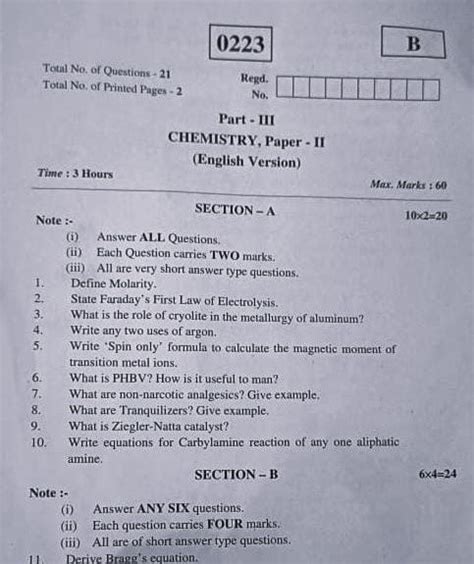 0223
B
Total No. of Questions - 21
Total No. of Printed Pages - 2
Regd.
No.
Part - III
CHEMISTRY, Paper - II
(English Version)
Time : 3 Hours
Max. Marks : 60
SECTION – A
10×2=20
Note :-
(i) Answer ALL Questions.
(ii) Each Question carries TWO marks.
(iii) All are very short answer type questions.
1. Define Molarity.
2. State Faraday's First Law of Electrolysis.
3. What is the role of cryolite in the metallurgy of aluminum?
4. Write any two uses of argon.
5. Write 'Spin only' formula to calculate the magnetic moment of
transition metal ions.
6. What is PHBV? How is it useful to man?
7. What are non-narcotic analgesics? Give example.
8. What are Tranquilizers? Give example.
9. What is Ziegler-Natta catalyst?
10. Write equations for Carbylamine reaction of any one aliphatic
amine.
SECTION – B
6x4=24
Note :-
(i) Answer ANY SIX questions.
(ii) Each question carries FOUR marks.
(iii) All are of short answer type questions.
11. Derive Bragg's equation.